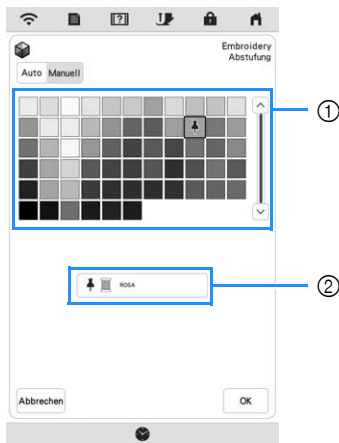 Embroidery
Abstufung
Auto Manuell
①
ROSA
②
Abbrechen
OK